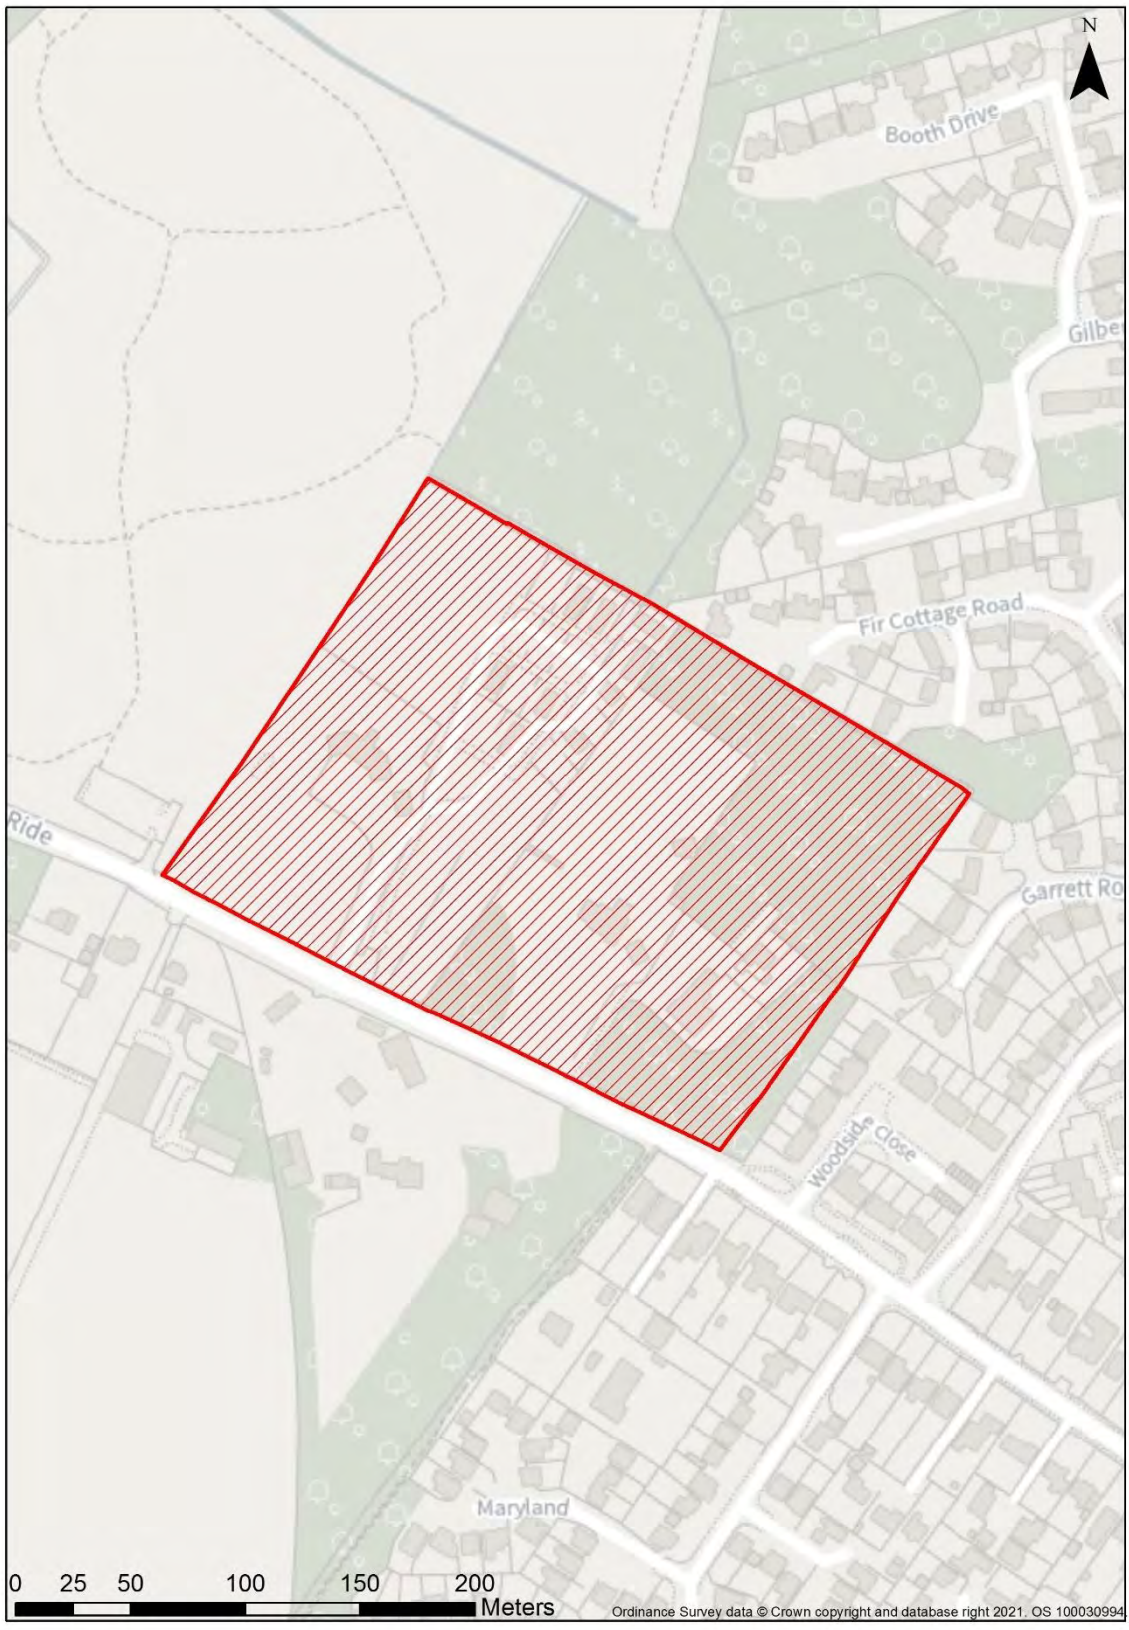 N
Booth Drive
Gilbe
Fir Cottage Road
Ride
Garrett Ro
Woodside Close
Maryland
0 25 50 100 150 200
Meters
Ordinance Survey data © Crown copyright and database right 2021. OS 100030994.